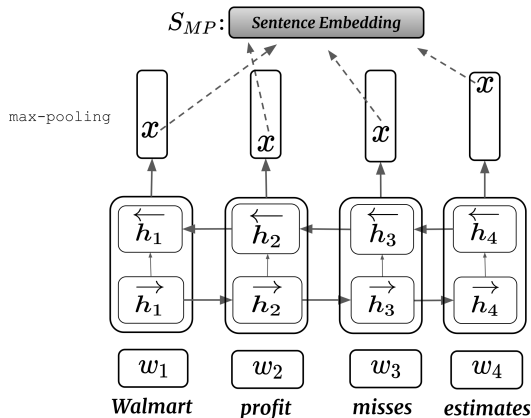 S_MP: Sentence Embedding
max-pooling
x x x x
←h₁ ←h₂ ←h₃ ←h₄
→h₁ →h₂ →h₃ →h₄
w₁ w₂ w₃ w₄
Walmart profit misses estimates